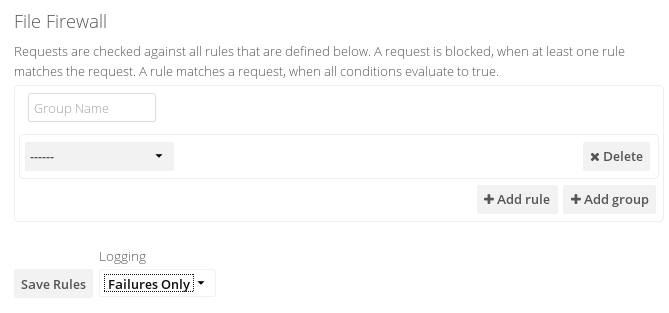 File Firewall
Requests are checked against all rules that are defined below. A request is blocked, when at least one rule
matches the request. A rule matches a request, when all conditions evaluate to true.
Group Name
------
✖ Delete
+ Add rule
+ Add group
Logging
Save Rules
Failures Only